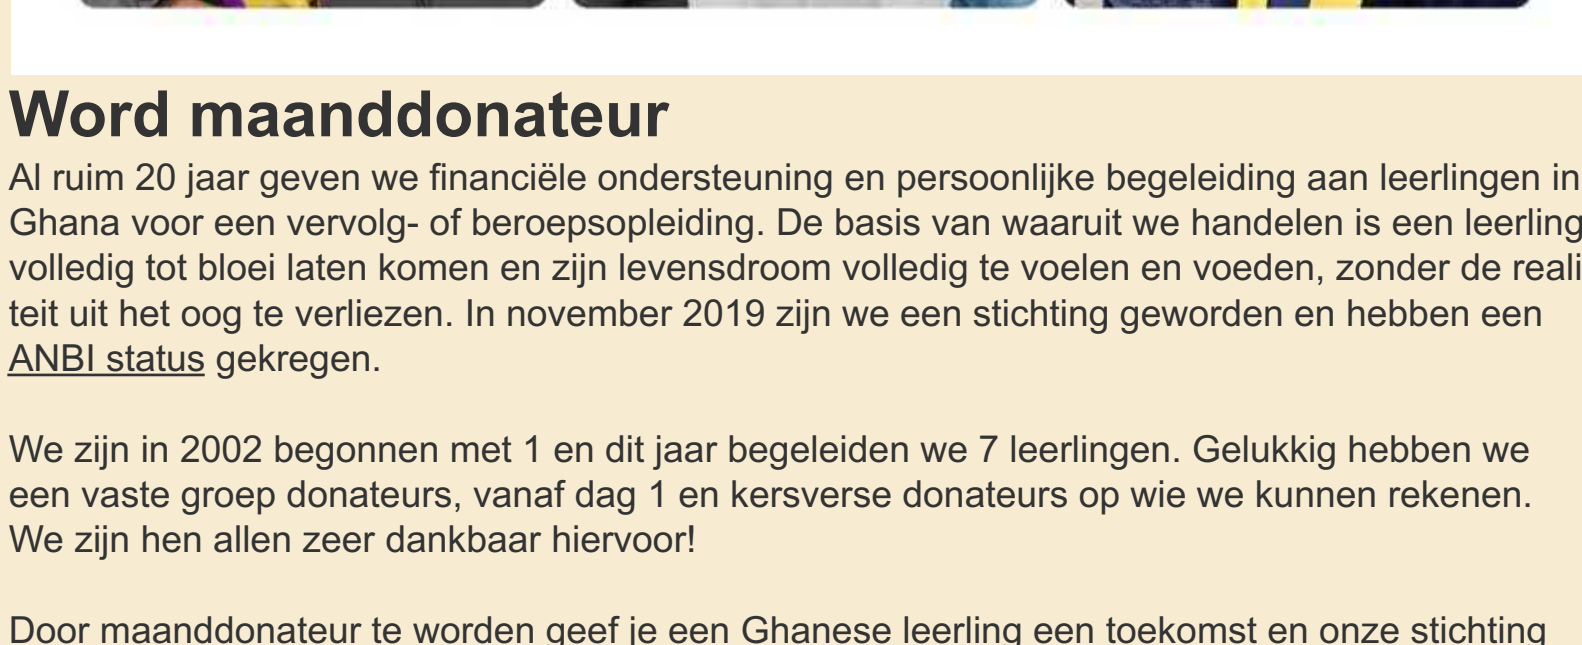 Word maanddonateur
Al ruim 20 jaar geven we financiële ondersteuning en persoonlijke begeleiding aan leerlingen in
Ghana voor een vervolg- of beroepsopleiding. De basis van waaruit we handelen is een leerling
volledig tot bloei laten komen en zijn levensdroom volledig te voelen en voeden, zonder de reali
teit uit het oog te verliezen. In november 2019 zijn we een stichting geworden en hebben een
ANBI status gekregen.
We zijn in 2002 begonnen met 1 en dit jaar begeleiden we 7 leerlingen. Gelukkig hebben we
een vaste groep donateurs, vanaf dag 1 en kersverse donateurs op wie we kunnen rekenen.
We zijn hen allen zeer dankbaar hiervoor!
Door maanddonateur te worden geef je een Ghanese leerling een toekomst en onze stichting